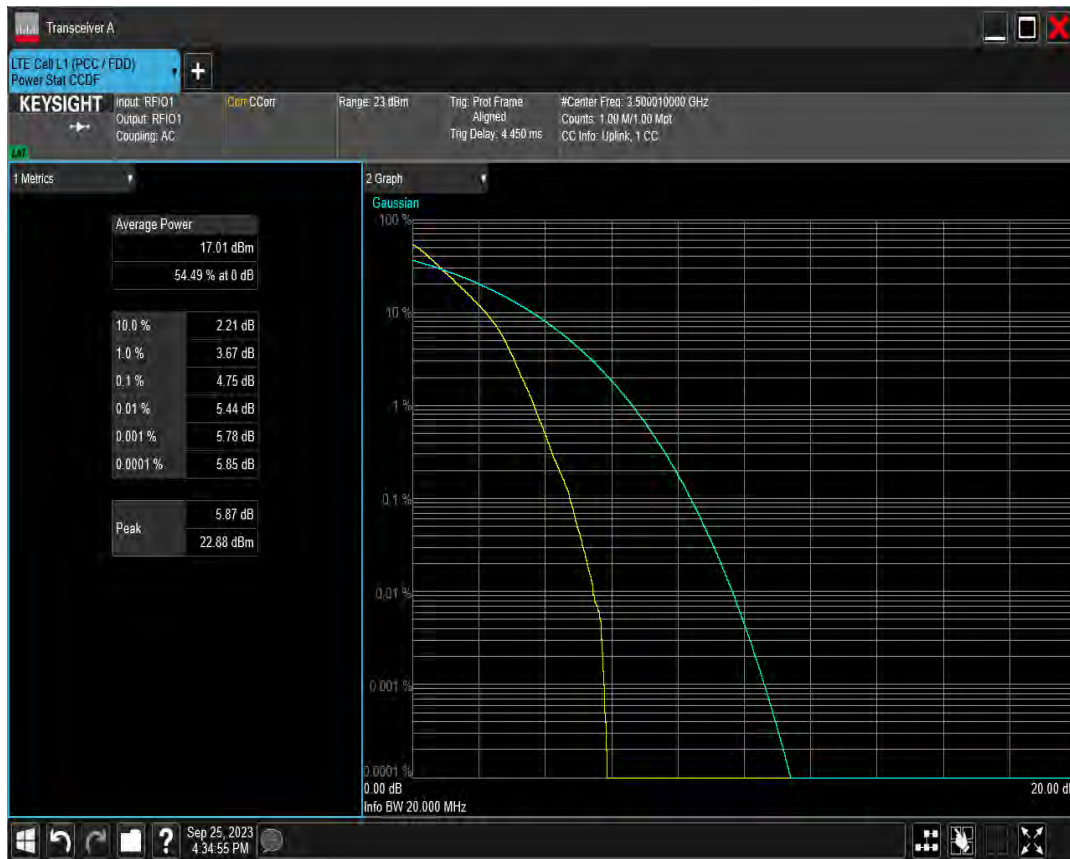 Transceiver A
LTE Cell L1 (PCC / FDD)
Power Stat CCDF
KEYSIGHT
Input: RFIO1
Output: RFIO1
Coupling: AC
Corr CCorr
Range: 23 dBm
Trig: Prot Frame
Aligned
Trig Delay: 4.450 ms
#Center Freq: 3.500010000 GHz
Counts: 1.00 M/1.00 Mpt
CC Info: Uplink, 1 CC
1 Metrics
Average Power
17.01 dBm
54.49 % at 0 dB
10.0 % 2.21 dB
1.0 % 3.67 dB
0.1 % 4.75 dB
0.01 % 5.44 dB
0.001 % 5.78 dB
0.0001 % 5.85 dB
Peak
5.87 dB
22.88 dBm
2 Graph
Gaussian
100 %
10 %
1 %
0.1 %
0.01 %
0.001 %
0.0001 %
0.00 dB
20.00 d
Info BW 20.000 MHz
Sep 25, 2023
4:34:55 PM